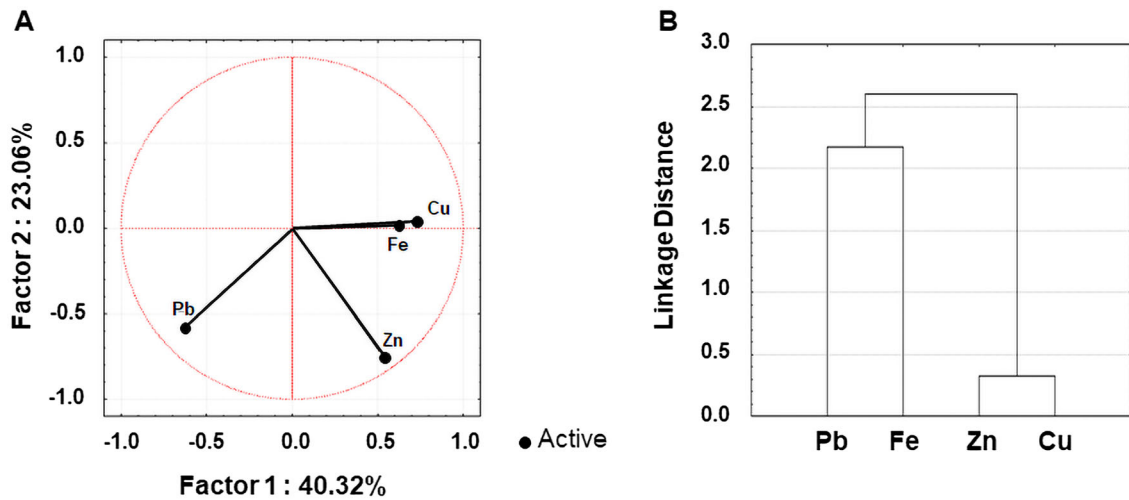 A
1.0
0.5
0.0
-0.5
-1.0
Factor 2 : 23.06%
Cu
Fe
Pb
Zn
-1.0 -0.5 0.0 0.5 1.0
Factor 1 : 40.32%
Active
B
3.0
2.5
2.0
1.5
1.0
0.5
0.0
Linkage Distance
Pb Fe Zn Cu